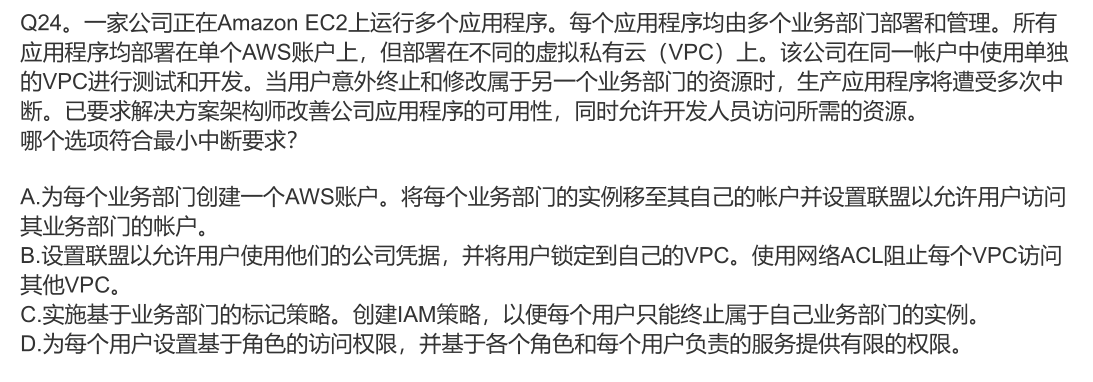 Q24。 一家公司正在Amazon EC2上运行多个应用程序。每个应用程序均由多个业务部门部署和管理。所有
应用程序均部署在单个AWS账户上，但部署在不同的虚拟私有云（VPC）上。该公司在同一帐户中使用单独
的VPC进行测试和开发。当用户意外终止和修改属于另一个业务部门的资源时，生产应用程序将遭受多次中
断。已要求解决方案架构师改善公司应用程序的可用性，同时允许开发人员访问所需的资源。
哪个选项符合最小中断要求？
A.为每个业务部门创建一个AWS账户。将每个业务部门的实例移至其自己的帐户并设置联盟以允许用户访问
其业务部门的帐户。
B.设置联盟以允许用户使用他们的公司凭据，并将用户锁定到自己的VPC。使用网络ACL阻止每个VPC访问
其他VPC。
C.实施基于业务部门的标记策略。创建IAM策略，以便每个用户只能终止属于自己业务部门的实例。
D.为每个用户设置基于角色的访问权限，并基于各个角色和每个用户负责的服务提供有限的权限。